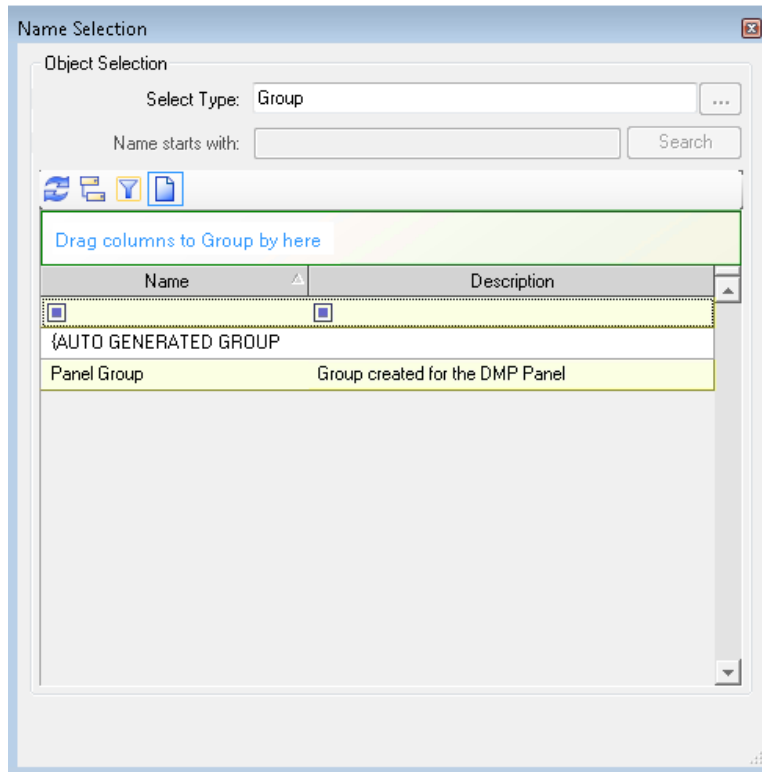 Name Selection
Object Selection
Select Type: Group ...
Name starts with: Search
Drag columns to Group by here
Name Description
{AUTO GENERATED GROUP
Panel Group Group created for the DMP Panel